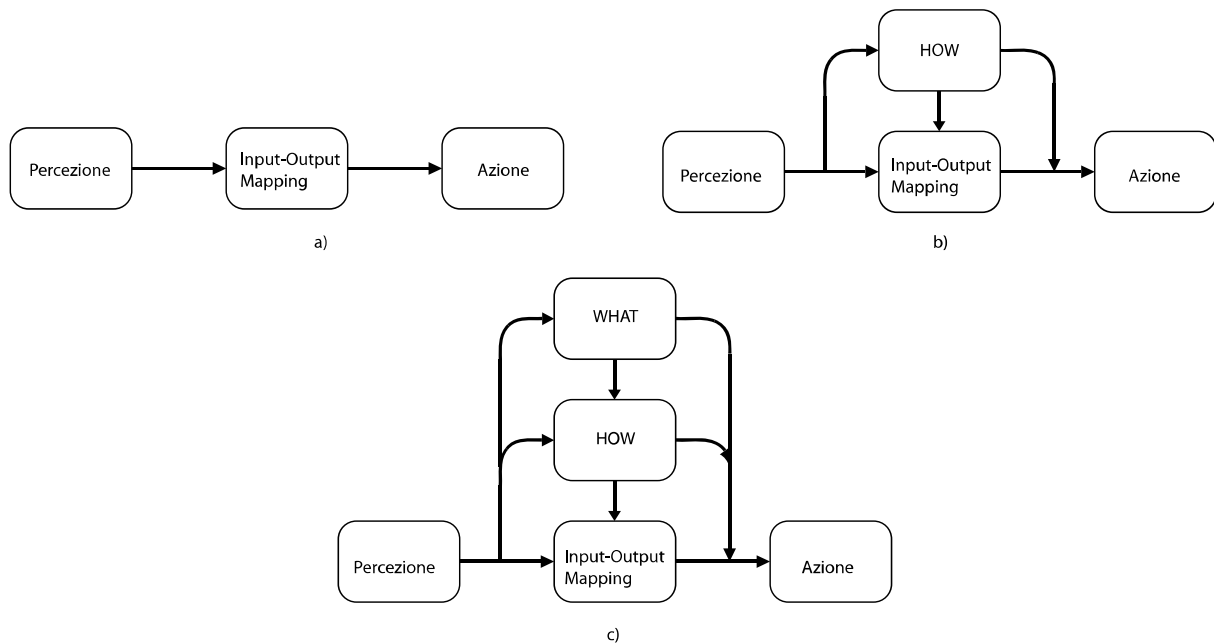 Percezione
Input-Output
Mapping
Azione
a)
HOW
Percezione
Input-Output
Mapping
Azione
b)
WHAT
HOW
Percezione
Input-Output
Mapping
Azione
c)